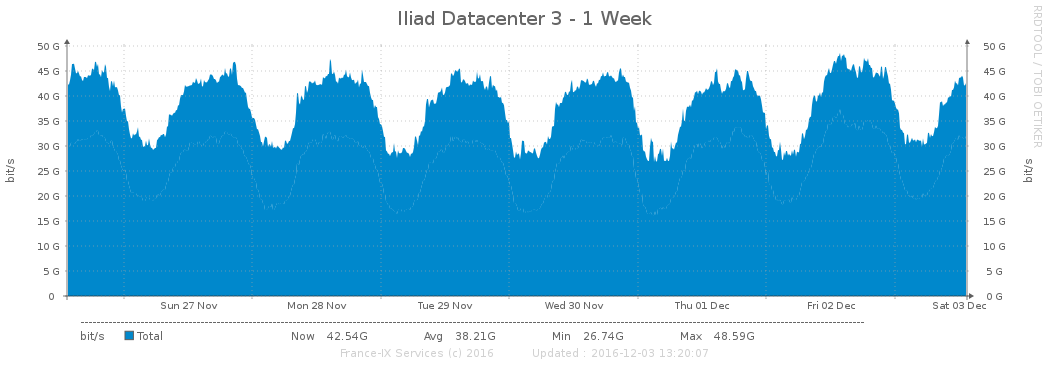 Iliad Datacenter 3 - 1 Week
RRDTOOL / TOBI OETIKER
bit/s
50 G
45 G
40 G
35 G
30 G
25 G
20 G
15 G
10 G
5 G
0
50 G
45 G
40 G
35 G
30 G
25 G
20 G
15 G
10 G
5 G
0 G
bit/s
Sun 27 Nov Mon 28 Nov Tue 29 Nov Wed 30 Nov Thu 01 Dec Fri 02 Dec Sat 03 Dec
bit/s Total Now 42.54G Avg 38.21G Min 26.74G Max 48.59G
France-IX Services (c) 2016 Updated : 2016-12-03 13:20:07